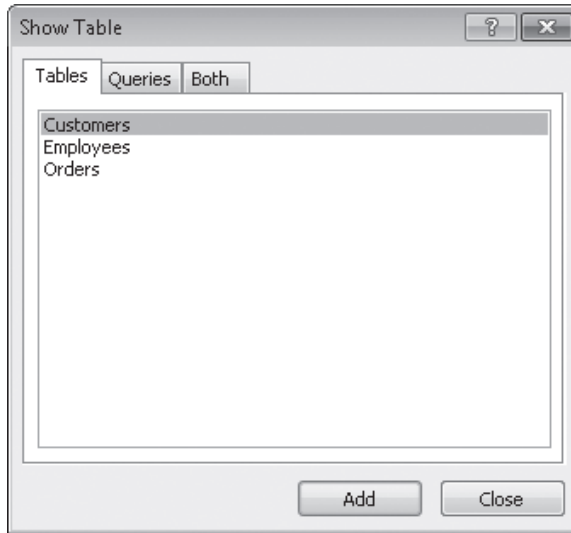 Show Table
Tables Queries Both
Customers
Employees
Orders
Add Close